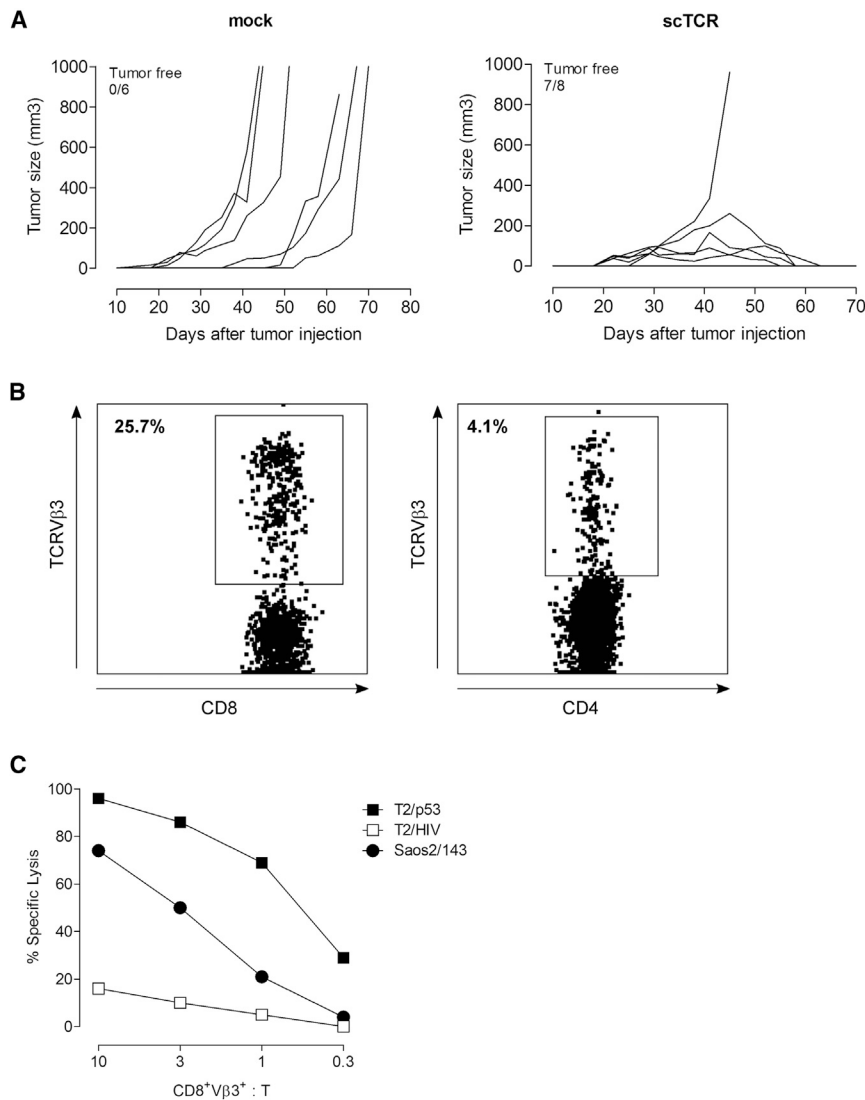 A
mock
scTCR
Tumor free
0/6
Tumor size (mm3)
1000
800
600
400
200
0
10 20 30 40 50 60 70 80
Days after tumor injection
Tumor free
7/8
Tumor size (mm3)
1000
800
600
400
200
0
10 20 30 40 50 60 70
Days after tumor injection
B
25.7%
TCRVβ3
CD8
4.1%
TCRVβ3
CD4
C
% Specific Lysis
100
80
60
40
20
0
10 3 1 0.3
CD8⁺Vβ3⁺ : T
T2/p53
T2/HIV
Saos2/143